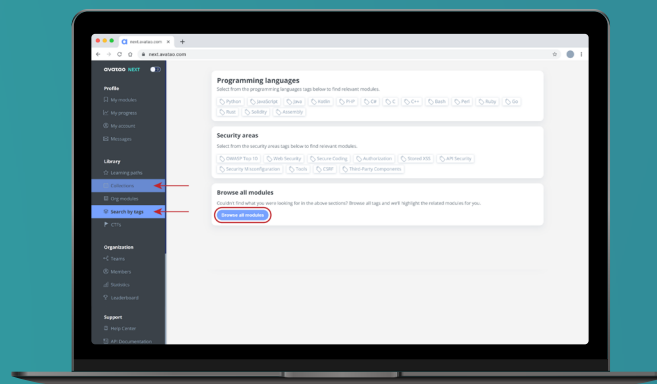 next.avatao.com
next.avatao.com
avatao NEXT
Profile
My modules
My progress
My account
Messages
Library
Learning paths
Collections
Org modules
Search by tags
CTFs
Organization
Teams
Members
Statistics
Leaderboard
Support
Help Center
API Documentation
Programming languages
Select from the programming languages tags below to find relevant modules.
Python JavaScript Java Kotlin PHP C# C C++ Bash Perl Ruby Go
Rust Solidity Assembly
Security areas
Select from the security areas tags below to find relevant modules.
OWASP Top 10 Web Security Secure Coding Authorization Stored XSS API Security
Security Misconfiguration Tools CSRF Third-Party Components
Browse all modules
Couldn't find what you were looking for in the above sections? Browse all tags and we'll highlight the related modules for you.
Browse all modules